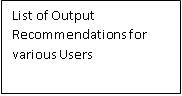 List of Output
Recommendations for
various Users